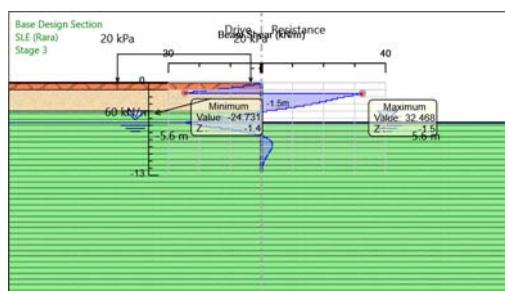 Base Design Section
SLE (Rara)
Stage 3
Drive Resistance
20 kPa
20 kPa
Beam Shear (kN/m)
30
40
0
-1.5m
Minimum
Value: -24.731
Z : -1.4
Maximum
Value: 32.468
Z : -1.5
60 kN/m
-5.6 m
-5.6 m
-13